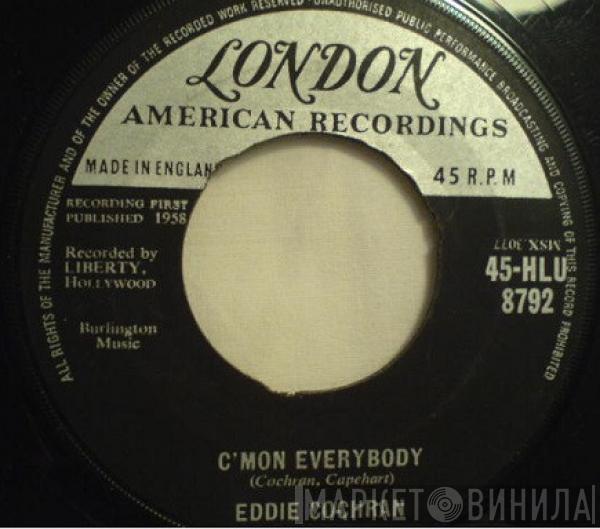 ALL RIGHTS OF THE MANUFACTURER AND OF THE OWNER OF THE RECORDED WORK RESERVED · UNAUTHORISED PUBLIC PERFORMANCE BROADCASTING AND COPYING OF THIS RECORD PROHIBITED
LONDON
AMERICAN RECORDINGS
MADE IN ENGLAN
45 R.P.M
RECORDING FIRST
PUBLISHED 1958
Recorded by
LIBERTY,
HOLLYWOOD
Burlington
Music
MSX.3077
45-HLU
8792
C'MON EVERYBODY
(Cochran, Capehart)
EDDIE COCHRAN
МАРКЕТ ВИНИЛА